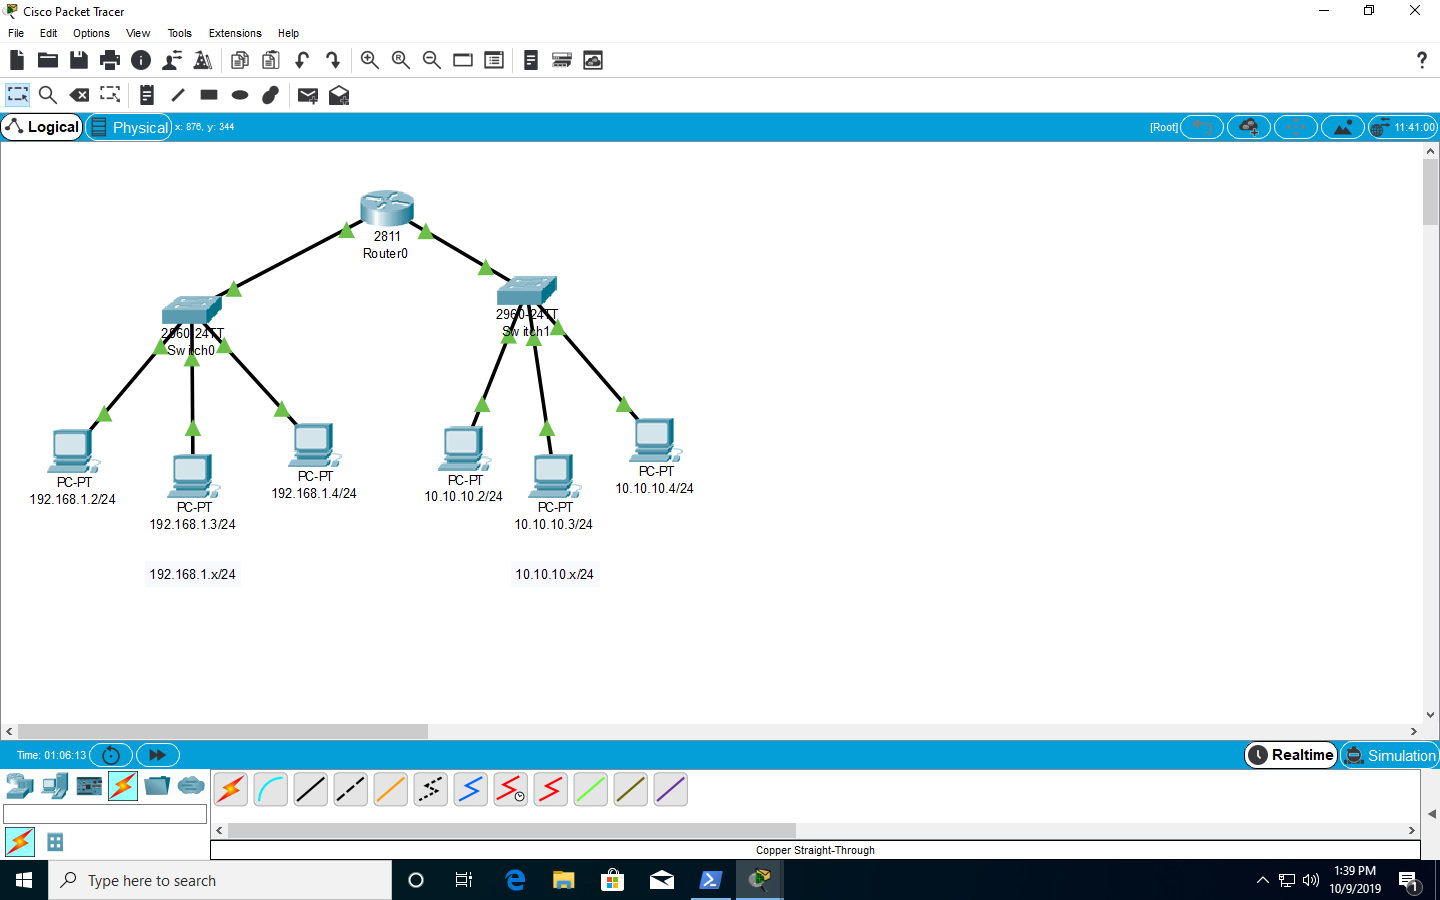 Cisco Packet Tracer
File Edit Options View Tools Extensions Help
R
?
Logical Physical x: 876, y: 344 [Root] 11:41:00
2811
Router0
2960-24TT
Switch0
2960-24TT
Switch1
PC-PT
192.168.1.2/24
PC-PT
192.168.1.3/24
PC-PT
192.168.1.4/24
PC-PT
10.10.10.2/24
PC-PT
10.10.10.3/24
PC-PT
10.10.10.4/24
192.168.1.x/24
10.10.10.x/24
Time: 01:06:13 Realtime Simulation
Copper Straight-Through
Type here to search
1:39 PM
10/9/2019
1